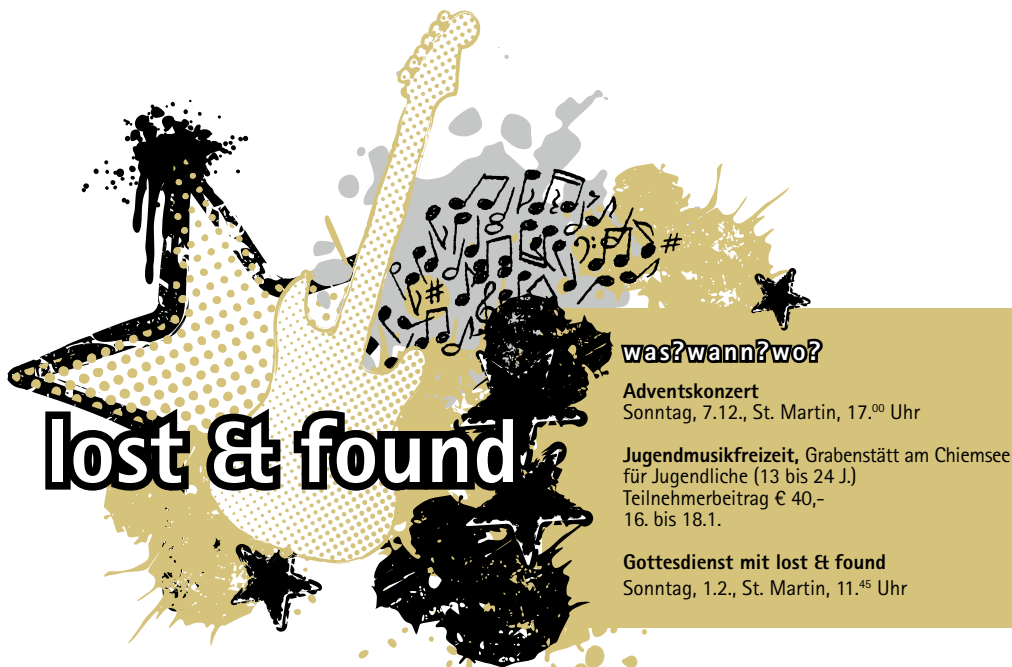 lost & found
was?wann?wo?
Adventskonzert
Sonntag, 7.12., St. Martin, 17.⁰⁰ Uhr
Jugendmusikfreizeit, Grabenstätt am Chiemsee
für Jugendliche (13 bis 24 J.)
Teilnehmerbeitrag € 40,-
16. bis 18.1.
Gottesdienst mit lost & found
Sonntag, 1.2., St. Martin, 11.⁴⁵ Uhr